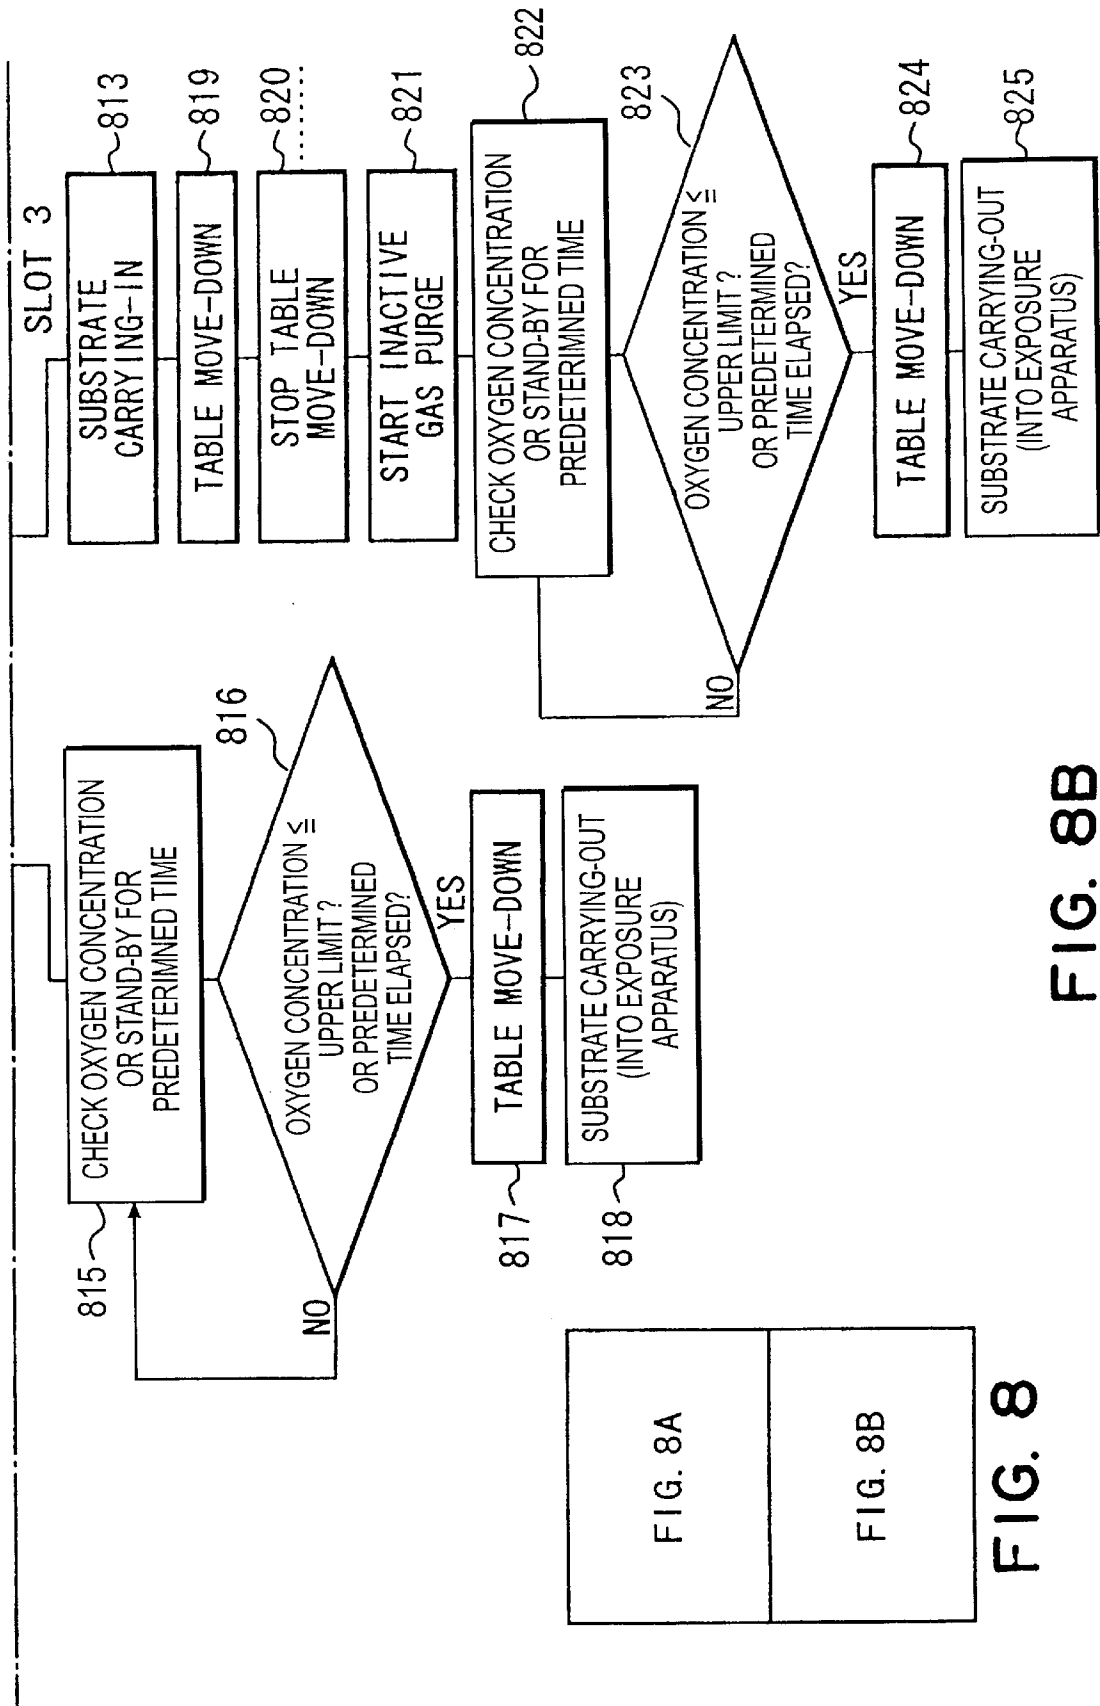 815
CHECK OXYGEN CONCENTRATION
OR STAND-BY FOR
PREDETERIMNED TIME
816
OXYGEN CONCENTRATION ≦
UPPER LIMIT?
OR PREDETERMINED
TIME ELAPSED?
NO
YES
817
TABLE MOVE-DOWN
818
SUBSTRATE CARRYING-OUT
(INTO EXPOSURE
APPARATUS)
SLOT 3
SUBSTRATE
CARRYING-IN
813
TABLE MOVE-DOWN
819
STOP TABLE
MOVE-DOWN
820
START INACTIVE
GAS PURGE
821
CHECK OXYGEN CONCENTRATION
OR STAND-BY FOR
PREDETERIMNED TIME
822
OXYGEN CONCENTRATION ≦
UPPER LIMIT?
OR PREDETERMINED
TIME ELAPSED?
823
NO
YES
TABLE MOVE-DOWN
824
SUBSTRATE CARRYING-OUT
(INTO EXPOSURE
APPARATUS)
825
FIG. 8A
FIG. 8B
FIG. 8
FIG. 8B